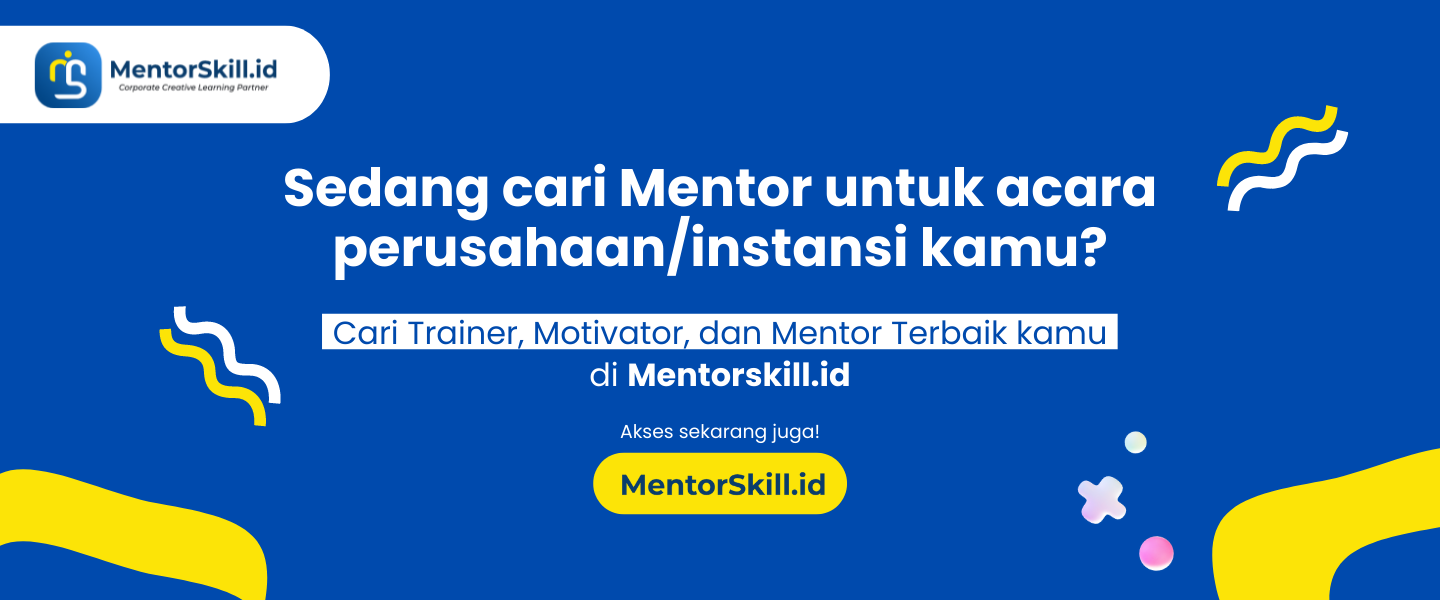 MentorSkill.id
Corporate Creative Learning Partner
Sedang cari Mentor untuk acara
perusahaan/instansi kamu?
Cari Trainer, Motivator, dan Mentor Terbaik kamu
di Mentorskill.id
Akses sekarang juga!
MentorSkill.id